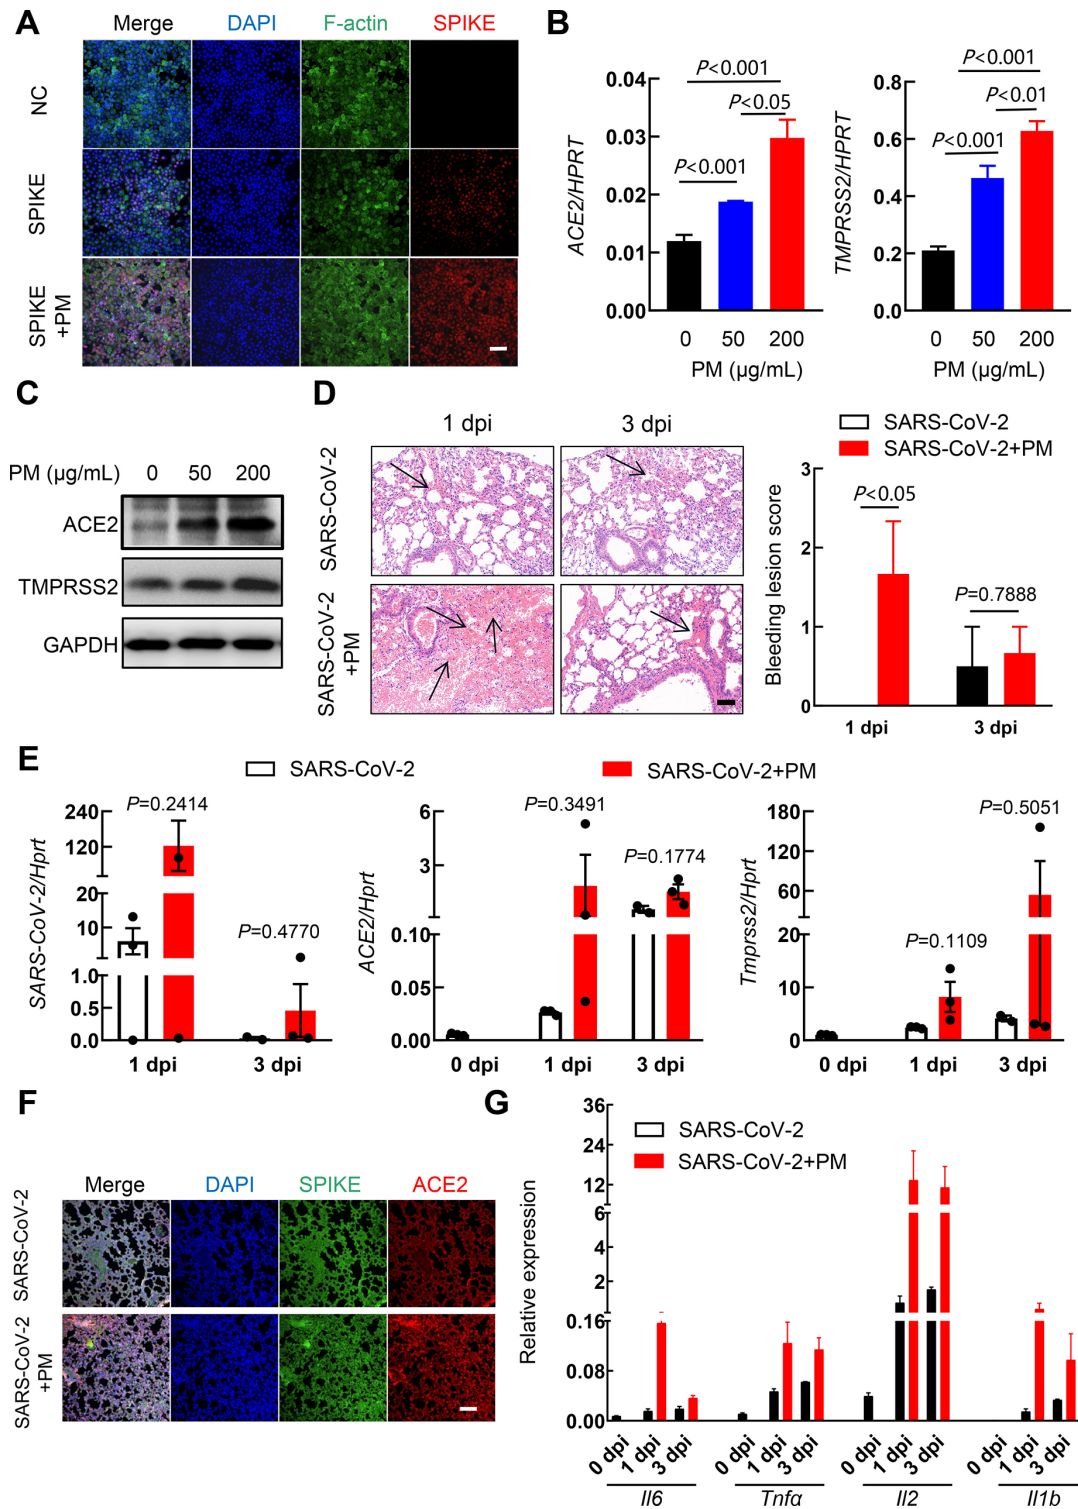 A
Merge DAPI F-actin SPIKE
NC
SPIKE
SPIKE
+PM
B
P<0.001
P<0.05
P<0.001
0.04
0.03
0.02
0.01
0.00
ACE2/HPRT
0 50 200
PM (µg/mL)
P<0.001
P<0.01
P<0.001
0.8
0.6
0.4
0.2
0.0
TMPRSS2/HPRT
0 50 200
PM (µg/mL)
C
PM (µg/mL) 0 50 200
ACE2
TMPRSS2
GAPDH
D
1 dpi 3 dpi
SARS-CoV-2
SARS-CoV-2
+PM
SARS-CoV-2
SARS-CoV-2+PM
P<0.05
P=0.7888
3
2
1
0
Bleeding lesion score
1 dpi 3 dpi
E
SARS-CoV-2 SARS-CoV-2+PM
P=0.2414
P=0.4770
240
120
20
10
1.0
0.5
0.0
SARS-CoV-2/Hprt
1 dpi 3 dpi
P=0.3491
P=0.1774
6
3
0.10
0.05
0.00
ACE2/Hprt
0 dpi 1 dpi 3 dpi
P=0.5051
P=0.1109
180
120
60
20
10
0
Tmprss2/Hprt
0 dpi 1 dpi 3 dpi
F
Merge DAPI SPIKE ACE2
SARS-CoV-2
SARS-CoV-2
+PM
G
SARS-CoV-2
SARS-CoV-2+PM
36
24
12
6
4
2
0.16
0.08
0.00
Relative expression
0 dpi 1 dpi 3 dpi 0 dpi 1 dpi 3 dpi 0 dpi 1 dpi 3 dpi 0 dpi 1 dpi 3 dpi
Il6 Tnfα Il2 Il1b